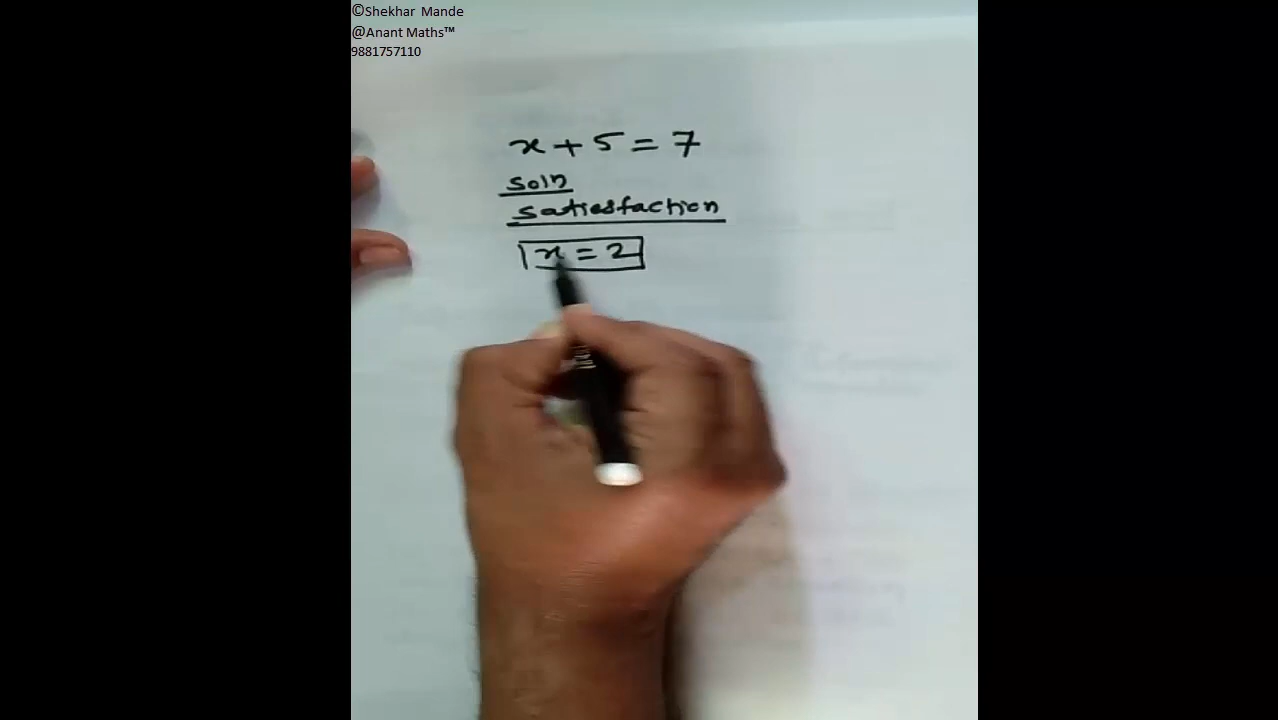 ©Shekhar Mande
@Anant Maths™
9881757110
x + 5 = 7
soln
satiesfaction
x = 2